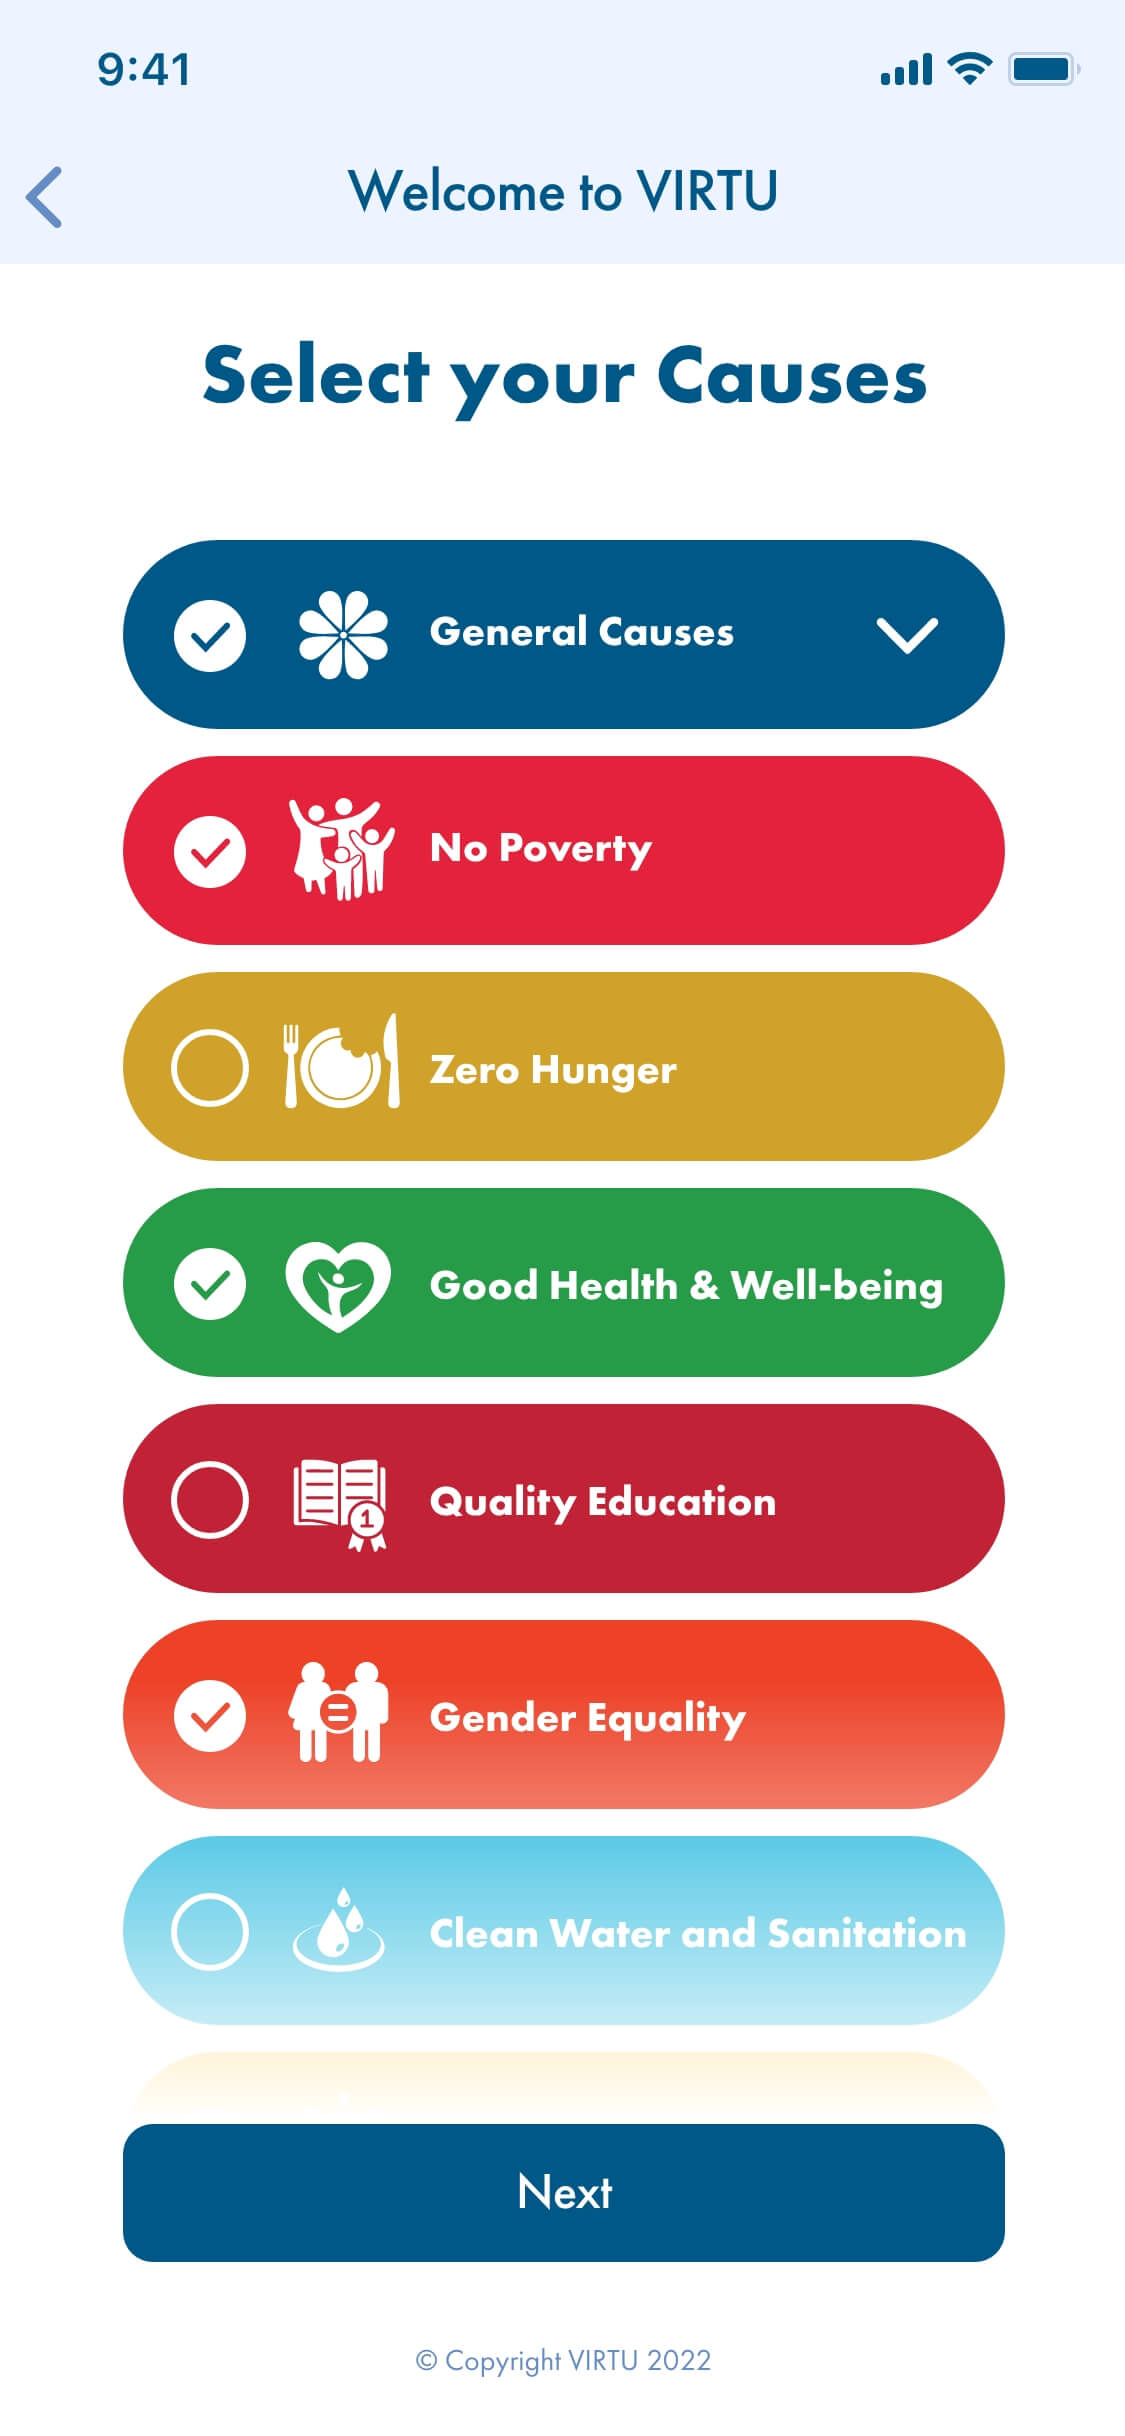 9:41
Welcome to VIRTU
Select your Causes
General Causes
No Poverty
Zero Hunger
Good Health & Well-being
Quality Education
1
Gender Equality
Clean Water and Sanitation
Next
© Copyright VIRTU 2022